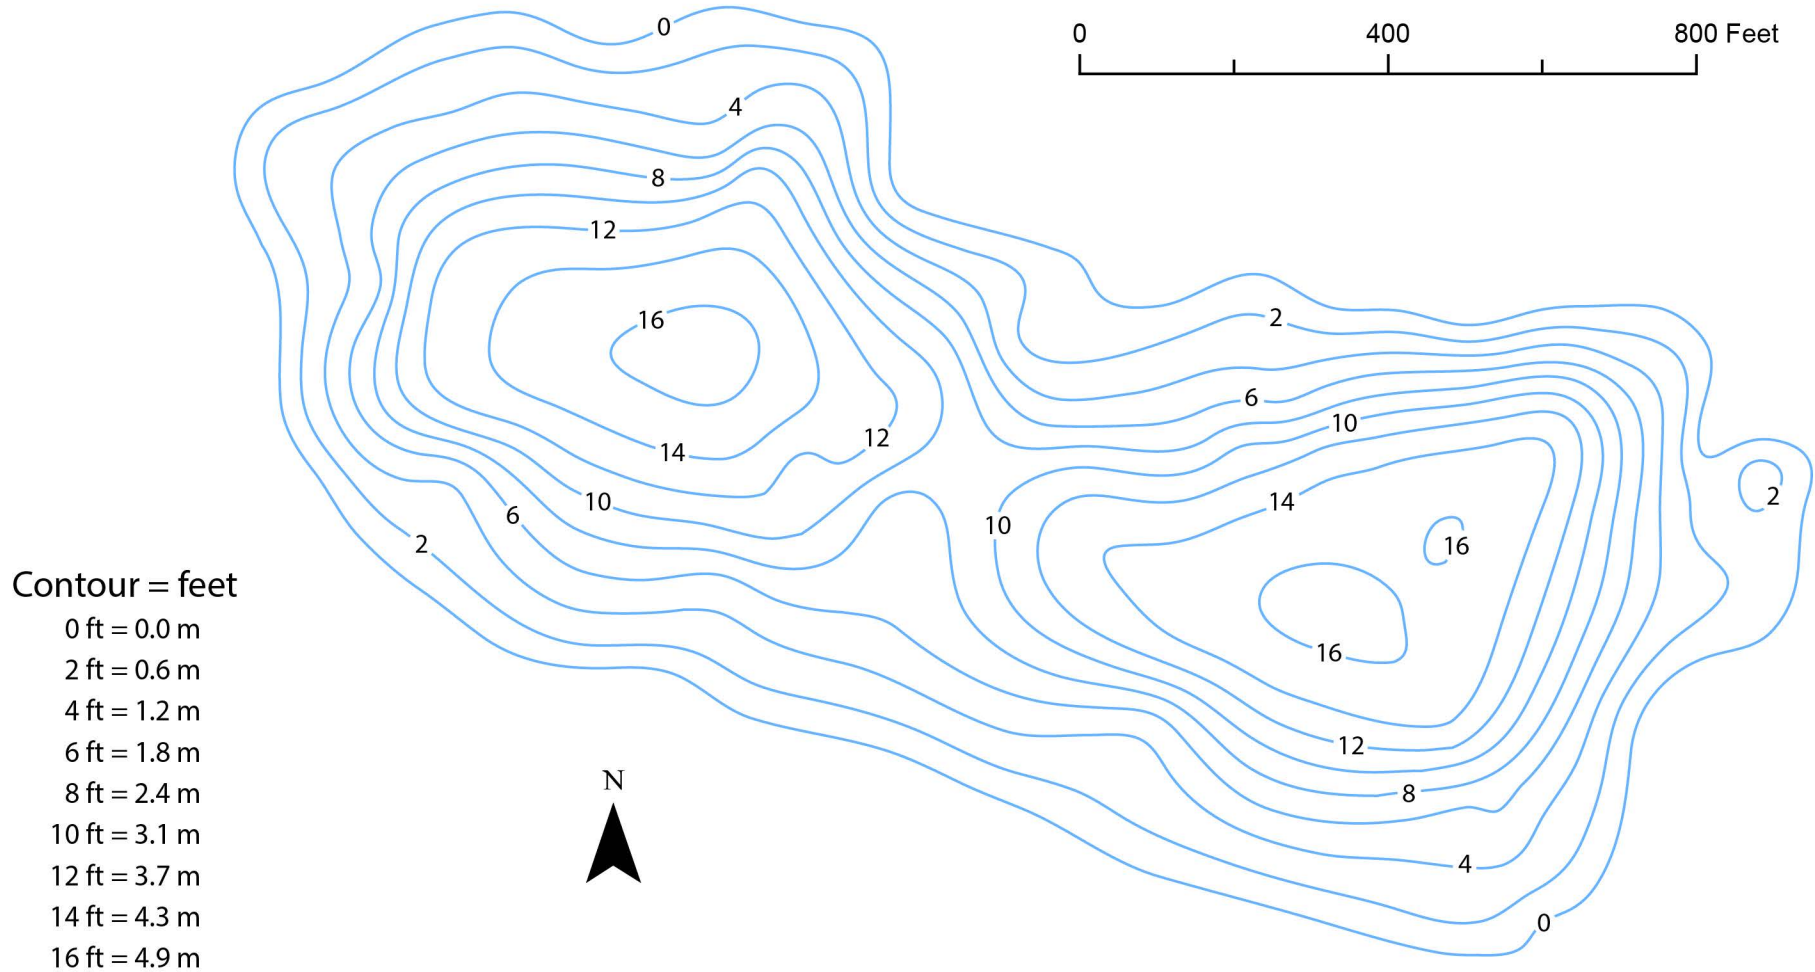 0
0 400 800 Feet
4
8
12
16
2
6
10
12
14
14
10
6
2
10
16
2
16
12
8
4
0
N
Contour = feet
0 ft = 0.0 m
2 ft = 0.6 m
4 ft = 1.2 m
6 ft = 1.8 m
8 ft = 2.4 m
10 ft = 3.1 m
12 ft = 3.7 m
14 ft = 4.3 m
16 ft = 4.9 m